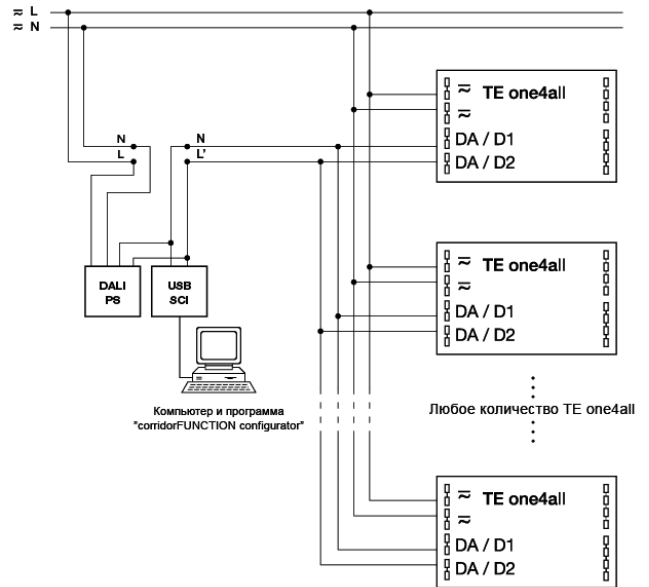 ≂ L
≂ N
≂ TE one4all
≂
DA / D1
DA / D2
N
L
N
L'
DALI
PS
USB
SCI
≂ TE one4all
≂
DA / D1
DA / D2
Компьютер и программа
"corridorFUNCTION configurator"
Любое количество TE one4all
≂ TE one4all
≂
DA / D1
DA / D2